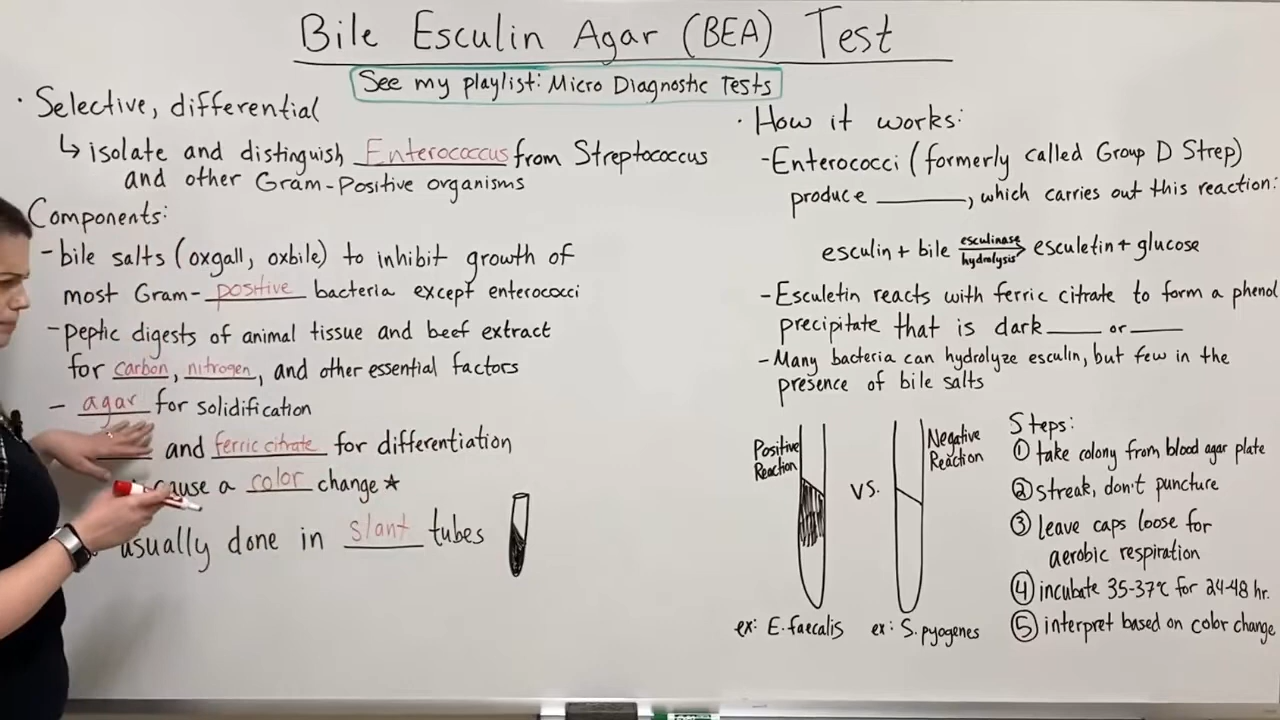 Bile Esculin Agar (BEA) Test
See my playlist: Micro Diagnostic Tests
· Selective, differential
↳ isolate and distinguish Enterococcus from Streptococcus
and other Gram-Positive organisms
Components:
- bile salts (oxgall, oxbile) to inhibit growth of
most Gram-positive bacteria except enterococci
- peptic digests of animal tissue and beef extract
for carbon, nitrogen, and other essential factors
- agar for solidification
and ferric citrate for differentiation
cause a color change ★
usually done in slant tubes
· How it works:
- Enterococci (formerly called Group D Strep)
produce ______, which carries out this reaction:
esculin + bile esculinase hydrolysis → esculetin + glucose
- Esculetin reacts with ferric citrate to form a phenol
precipitate that is dark ____ or ____
- Many bacteria can hydrolyze esculin, but few in the
presence of bile salts
Positive
Reaction
vs.
Negative
Reaction
ex: E. faecalis
ex: S. pyogenes
Steps:
① take colony from blood agar plate
② streak, don't puncture
③ leave caps loose for
aerobic respiration
④ incubate 35-37°C for 24-48 hr.
⑤ interpret based on color change